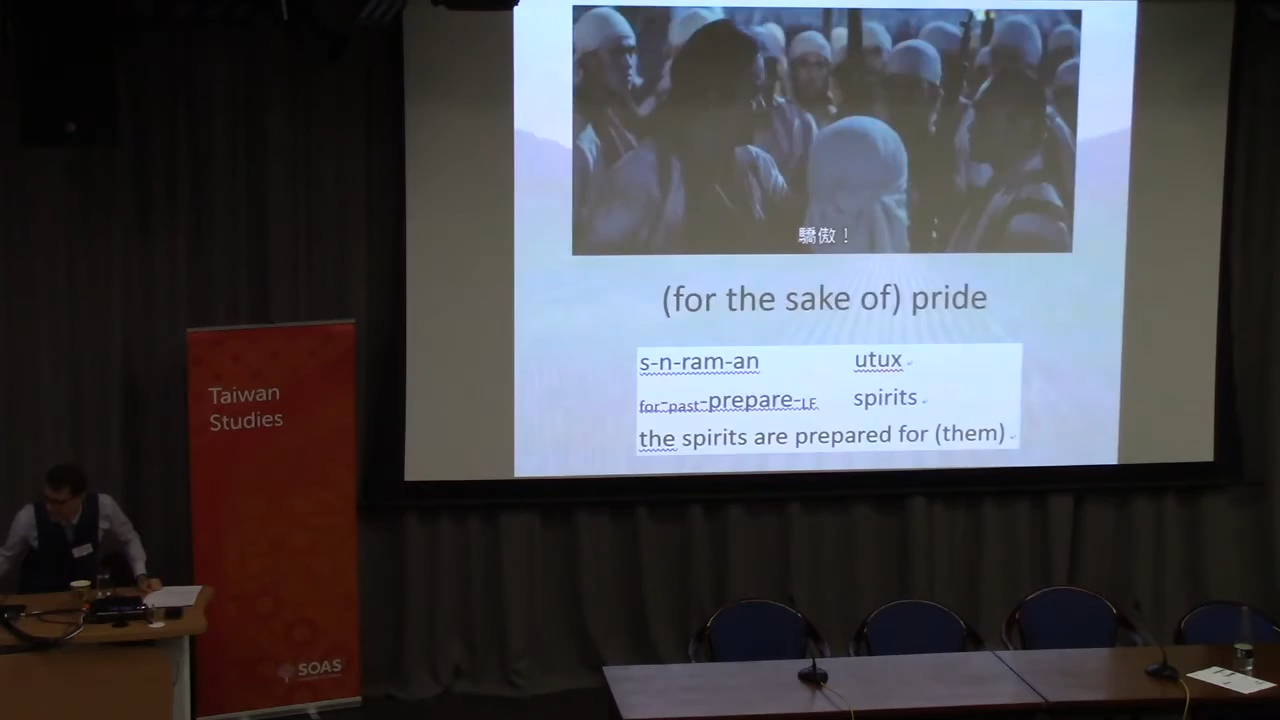 驕傲！
(for the sake of) pride
s-n-ram-an utux
for-past-prepare-LF spirits
the spirits are prepared for (them)
Taiwan
Studies
SOAS